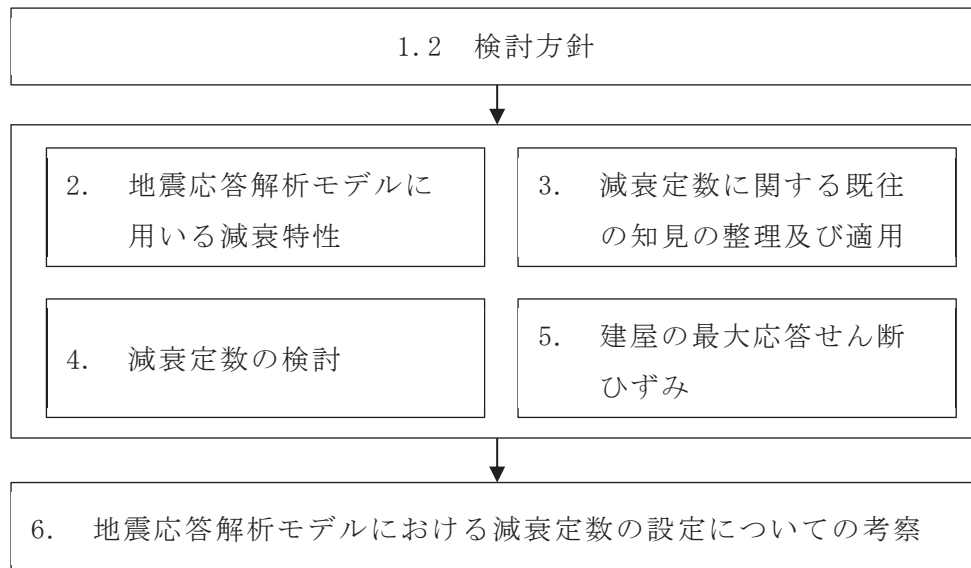 1.2 検討方針
2. 地震応答解析モデルに
用いる減衰特性
3. 減衰定数に関する既往
の知見の整理及び適用
4. 減衰定数の検討
5. 建屋の最大応答せん断
ひずみ
6. 地震応答解析モデルにおける減衰定数の設定についての考察